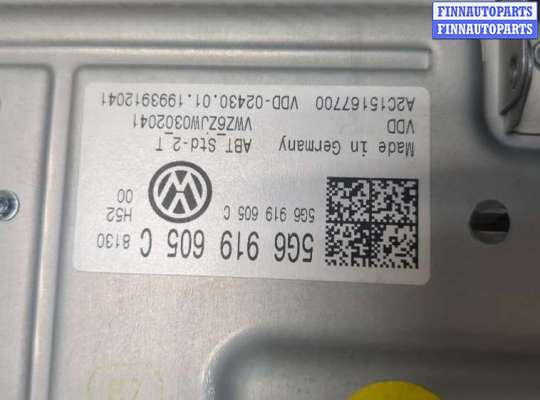 FINNAUTOPARTS
FINNAUTOPARTS
5G6 919 605 C 8130
5G6 919 605 C
H52
00
Made in Germany
ABT Std-2_T
VDD
VWZ6ZJW0302041
A2C15167700 VDD-02430.01.1993912041